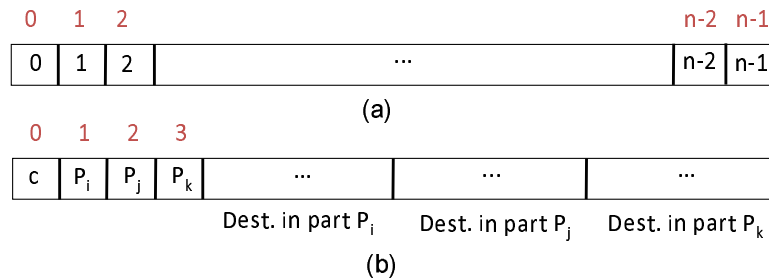 0 1 2 n-2 n-1
0 1 2 ... n-2 n-1
(a)
0 1 2 3
c Pi Pj Pk ... ... ...
Dest. in part Pi Dest. in part Pj Dest. in part Pk
(b)